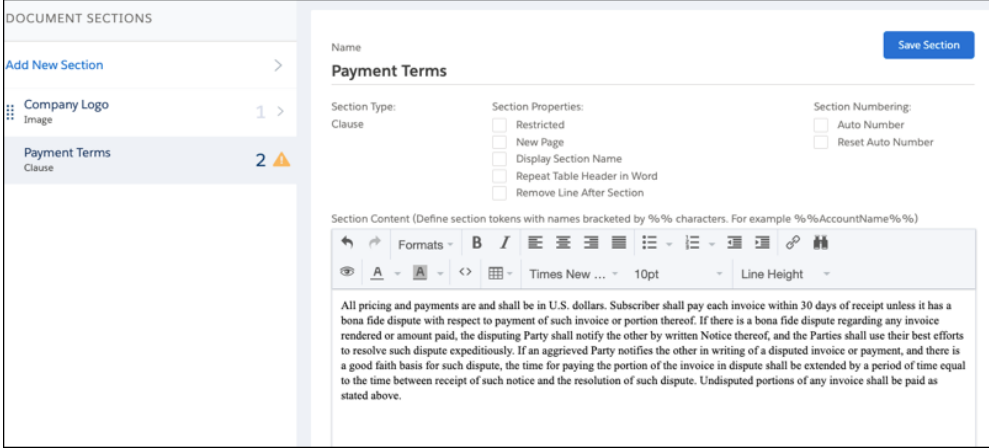 DOCUMENT SECTIONS
Add New Section
Company Logo
Image
1
Payment Terms
Clause
2
Save Section
Name
Payment Terms
Section Type:
Clause
Section Properties:
Restricted
New Page
Display Section Name
Repeat Table Header in Word
Remove Line After Section
Section Numbering:
Auto Number
Reset Auto Number
Section Content (Define section tokens with names bracketed by %% characters. For example %%AccountName%%)
Formats
B I
A A <> Times New ... 10pt Line Height
All pricing and payments are and shall be in U.S. dollars. Subscriber shall pay each invoice within 30 days of receipt unless it has a
bona fide dispute with respect to payment of such invoice or portion thereof. If there is a bona fide dispute regarding any invoice
rendered or amount paid, the disputing Party shall notify the other by written Notice thereof, and the Parties shall use their best efforts
to resolve such dispute expeditiously. If an aggrieved Party notifies the other in writing of a disputed invoice or payment, and there is
a good faith basis for such dispute, the time for paying the portion of the invoice in dispute shall be extended by a period of time equal
to the time between receipt of such notice and the resolution of such dispute. Undisputed portions of any invoice shall be paid as
stated above.